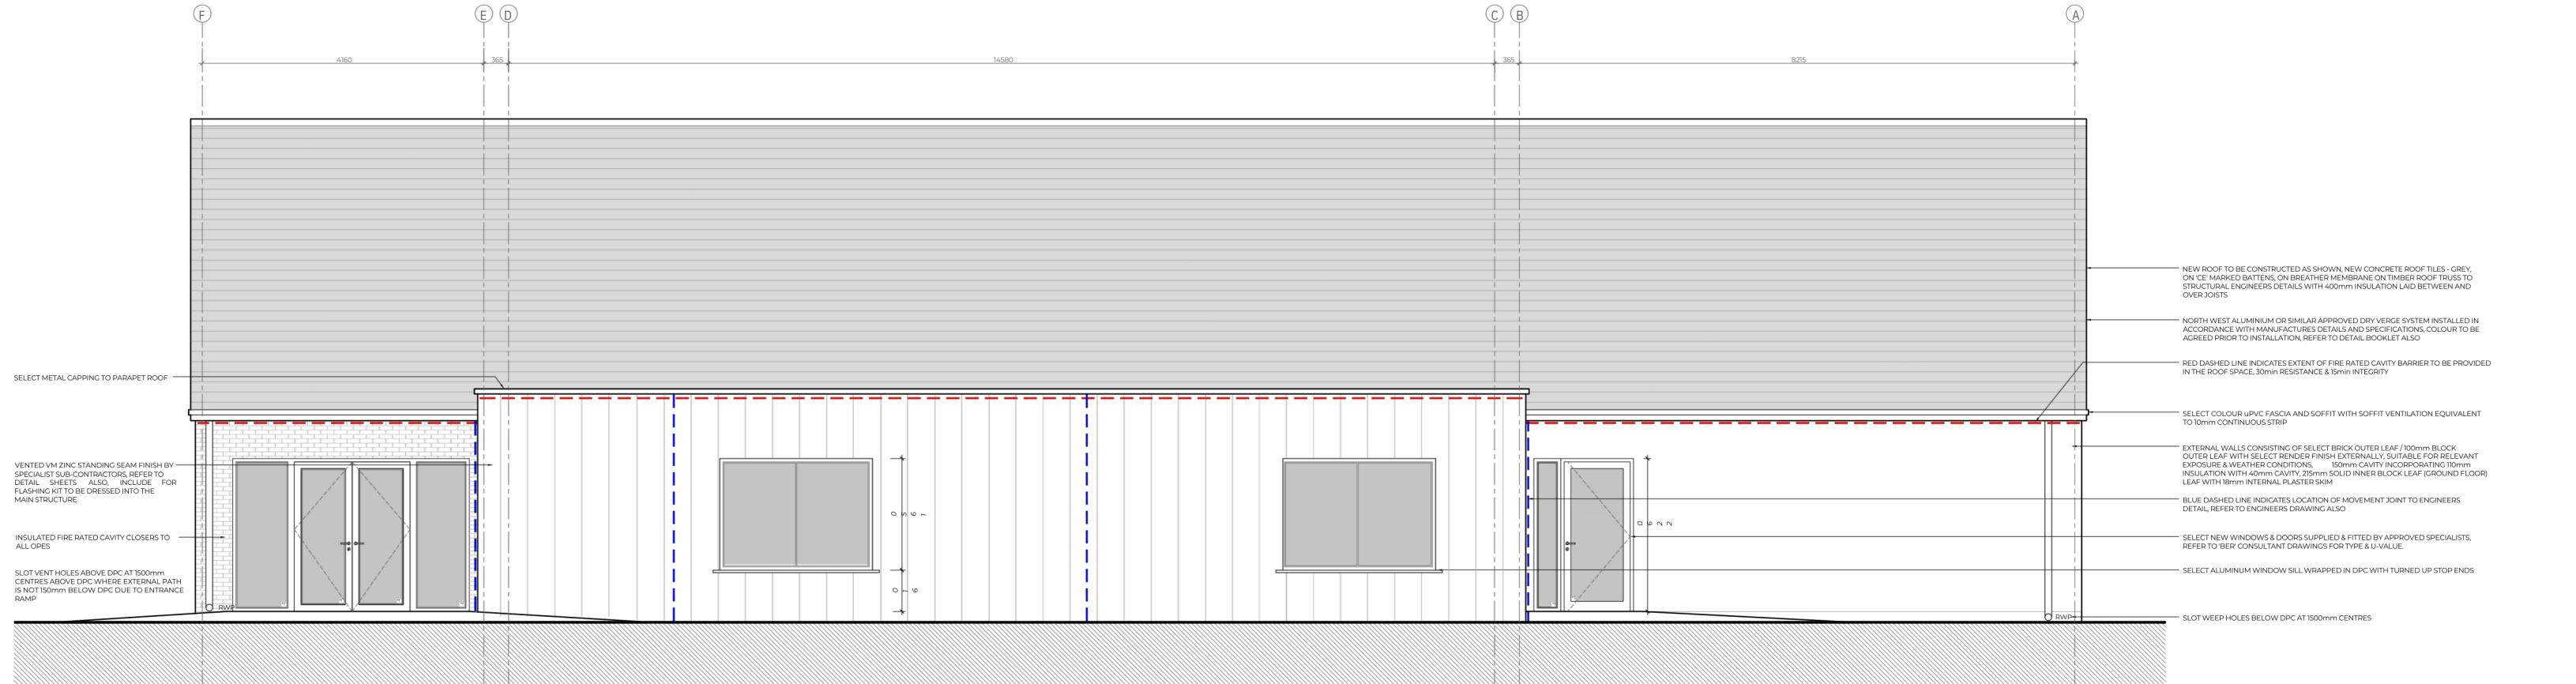 F
E
D
C
B
A
4160
365
14580
365
8215
SELECT METAL CAPPING TO PARAPET ROOF
VENTED VM ZINC STANDING SEAM FINISH BY
SPECIALIST SUB-CONTRACTORS, REFER TO
DETAIL SHEETS ALSO, INCLUDE FOR
FLASHING KIT TO BE DRESSED INTO THE
MAIN STRUCTURE
INSULATED FIRE RATED CAVITY CLOSERS TO
ALL OPES
SLOT VENT HOLES ABOVE DPC AT 1500mm
CENTRES ABOVE DPC WHERE EXTERNAL PATH
IS NOT 150mm BELOW DPC DUE TO ENTRANCE
RAMP
RWP
1950
910
2290
RWP
NEW ROOF TO BE CONSTRUCTED AS SHOWN, NEW CONCRETE ROOF TILES - GREY,
ON 'CE' MARKED BATTENS, ON BREATHER MEMBRANE ON TIMBER ROOF TRUSS TO
STRUCTURAL ENGINEERS DETAILS WITH 400mm INSULATION LAID BETWEEN AND
OVER JOISTS
NORTH WEST ALUMINIUM OR SIMILAR APPROVED DRY VERGE SYSTEM INSTALLED IN
ACCORDANCE WITH MANUFACTURES DETAILS AND SPECIFICATIONS, COLOUR TO BE
AGREED PRIOR TO INSTALLATION, REFER TO DETAIL BOOKLET ALSO
RED DASHED LINE INDICATES EXTENT OF FIRE RATED CAVITY BARRIER TO BE PROVIDED
IN THE ROOF SPACE, 30min RESISTANCE & 15min INTEGRITY
SELECT COLOUR uPVC FASCIA AND SOFFIT WITH SOFFIT VENTILATION EQUIVALENT
TO 10mm CONTINUOUS STRIP
EXTERNAL WALLS CONSISTING OF SELECT BRICK OUTER LEAF / 100mm BLOCK
OUTER LEAF WITH SELECT RENDER FINISH EXTERNALLY, SUITABLE FOR RELEVANT
EXPOSURE & WEATHER CONDITIONS, 150mm CAVITY INCORPORATING 110mm
INSULATION WITH 40mm CAVITY, 215mm SOLID INNER BLOCK LEAF (GROUND FLOOR)
LEAF WITH 18mm INTERNAL PLASTER SKIM
BLUE DASHED LINE INDICATES LOCATION OF MOVEMENT JOINT TO ENGINEERS
DETAIL, REFER TO ENGINEERS DRAWING ALSO
SELECT NEW WINDOWS & DOORS SUPPLIED & FITTED BY APPROVED SPECIALISTS,
REFER TO 'BER' CONSULTANT DRAWINGS FOR TYPE & U-VALUE.
SELECT ALUMINUM WINDOW SILL WRAPPED IN DPC WITH TURNED UP STOP ENDS
SLOT WEEP HOLES BELOW DPC AT 1500mm CENTRES